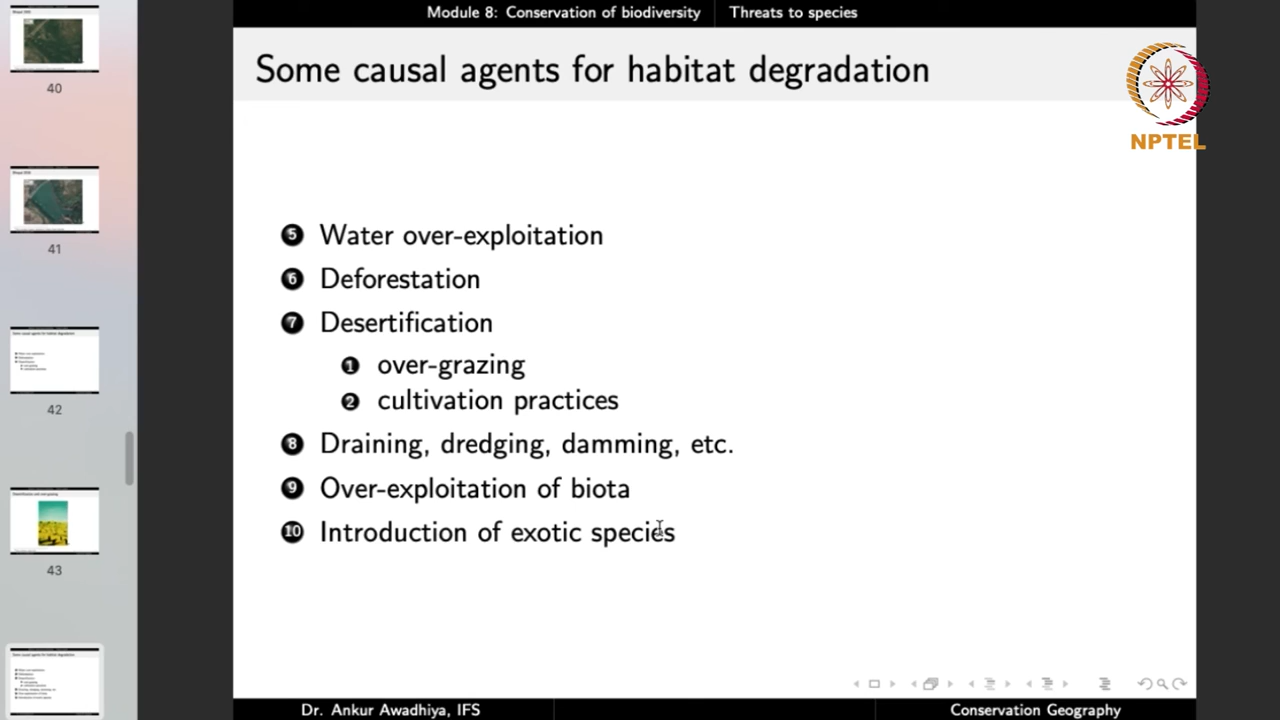 Module 8: Conservation of biodiversity Threats to species
Some causal agents for habitat degradation
NPTEL
5 Water over-exploitation
6 Deforestation
7 Desertification
1 over-grazing
2 cultivation practices
8 Draining, dredging, damming, etc.
9 Over-exploitation of biota
10 Introduction of exotic species
Dr. Ankur Awadhiya, IFS Conservation Geography
40
41
42
43